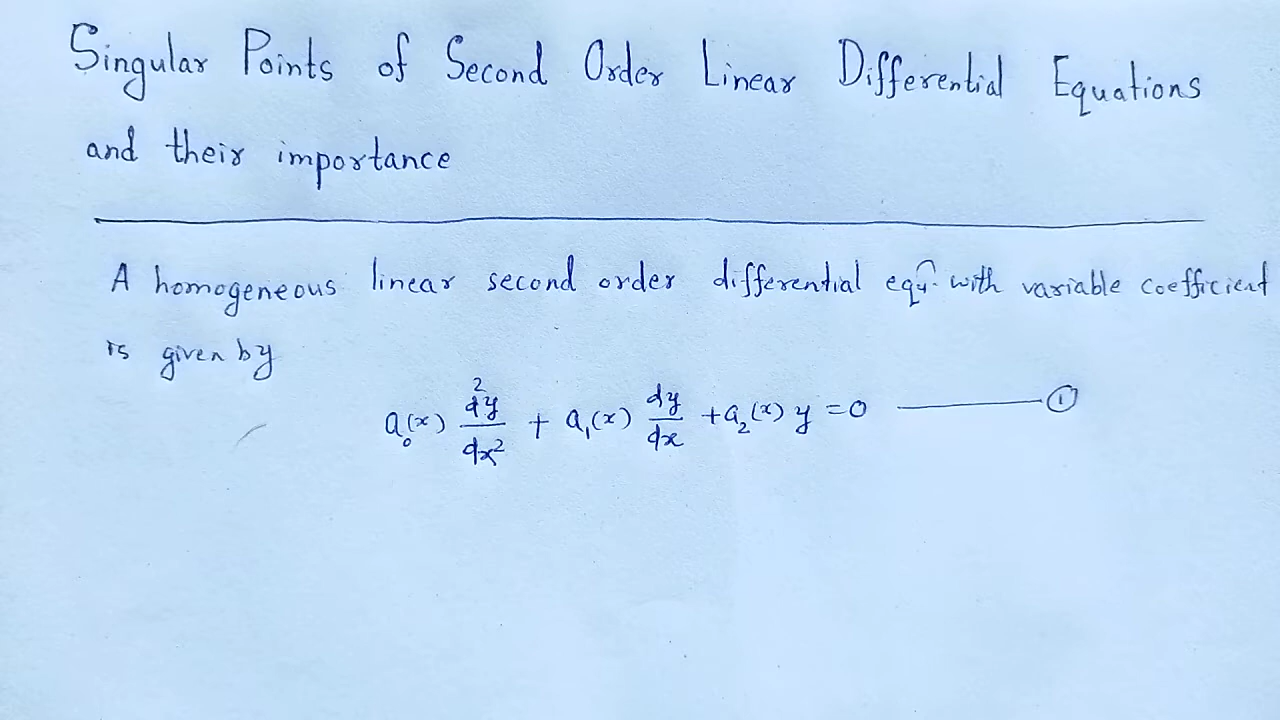 Singular Points of Second Order Linear Differential Equations
and their importance
A homogeneous linear second order differential equⁿ. with variable coefficient
is given by
a₀(x) d²y/dx² + a₁(x) dy/dx + a₂(x) y = 0 ——— ①